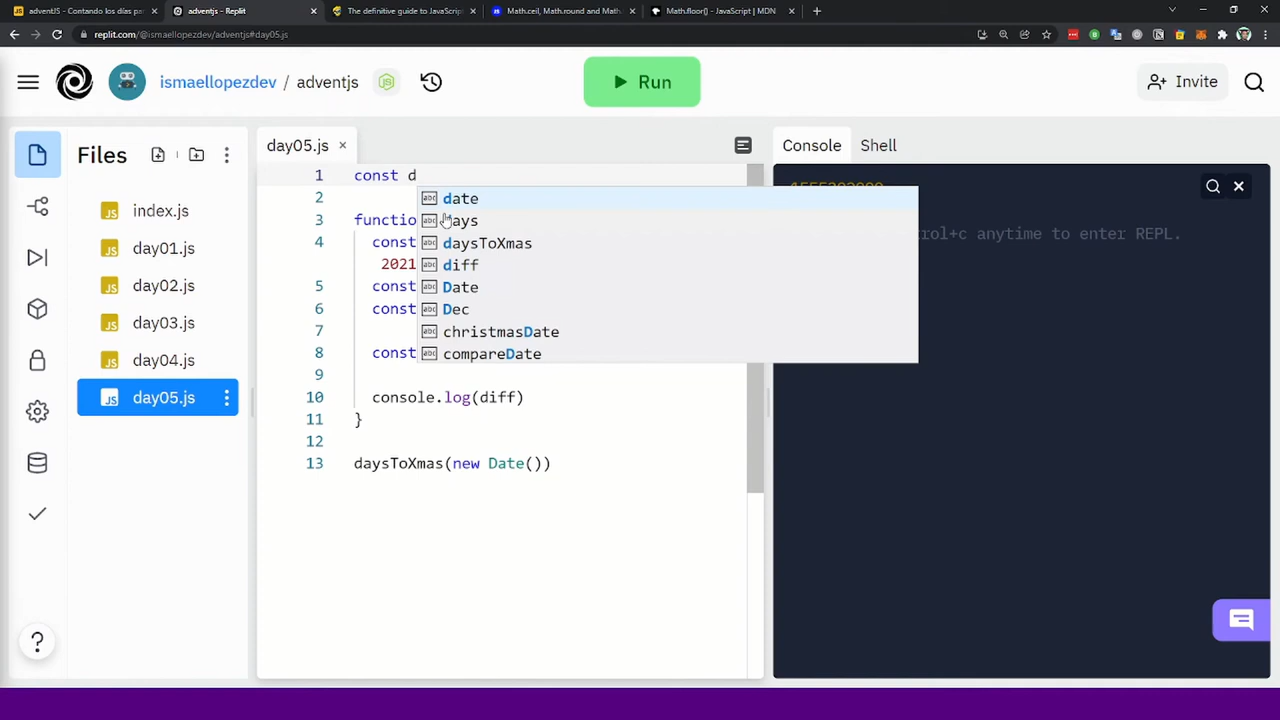 adventJS - Contando los días pa
adventjs - Replit
The definitive guide to JavaScrip
Math.ceil, Math.round and Math.
Math.floor() - JavaScript | MDN
replit.com/@ismaellopezdev/adventjs#day05.js
ismaellopezdev / adventjs
Run
Invite
Files
index.js
day01.js
day02.js
day03.js
day04.js
day05.js
day05.js
1 const d
2
3 functio
4 const
2021
5 const
6 const
7
8 const
9
10 console.log(diff)
11 }
12
13 daysToXmas(new Date())
date
days
daysToXmas
diff
Date
Dec
christmasDate
compareDate
Console
Shell
rol+c anytime to enter REPL.
?